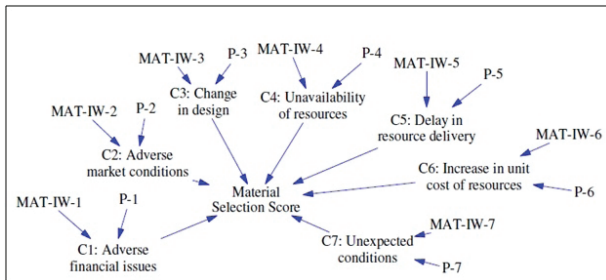 MAT-IW-1
P-1
C1: Adverse
financial issues
MAT-IW-2
P-2
C2: Adverse
market conditions
MAT-IW-3
P-3
C3: Change
in design
MAT-IW-4
P-4
C4: Unavailability
of resources
MAT-IW-5
P-5
C5: Delay in
resource delivery
MAT-IW-6
C6: Increase in unit
cost of resources
P-6
MAT-IW-7
C7: Unexpected
conditions
P-7
Material
Selection Score